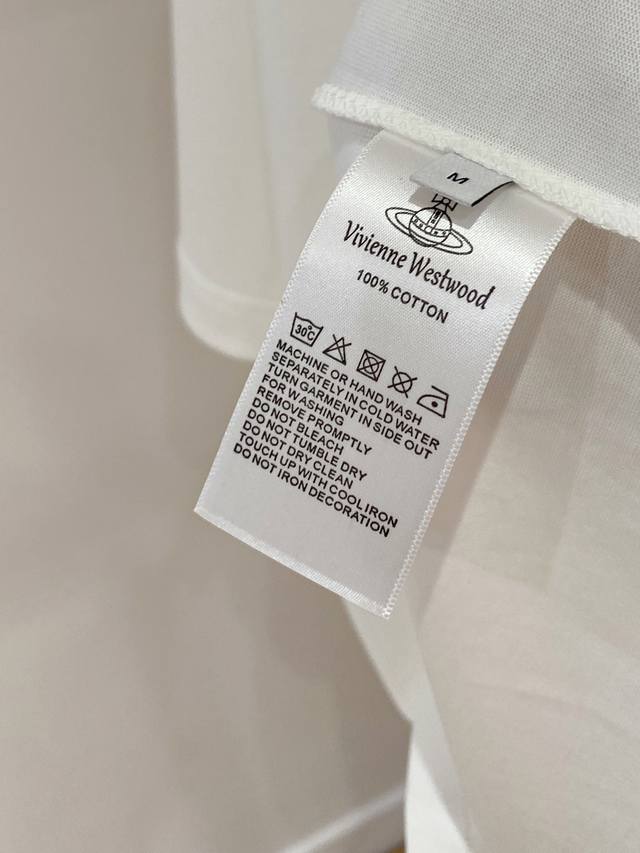 M
Vivienne Westwood
100% COTTON
30°C
MACHINE OR HAND WASH
SEPARATELY IN COLD WATER
TURN GARMENT IN SIDE OUT
FOR WASHING
REMOVE PROMPTLY
DO NOT BLEACH
DO NOT TUMBLE DRY
DO NOT DRY CLEAN
TOUCH UP WITH COOL IRON
DO NOT IRON DECORATION